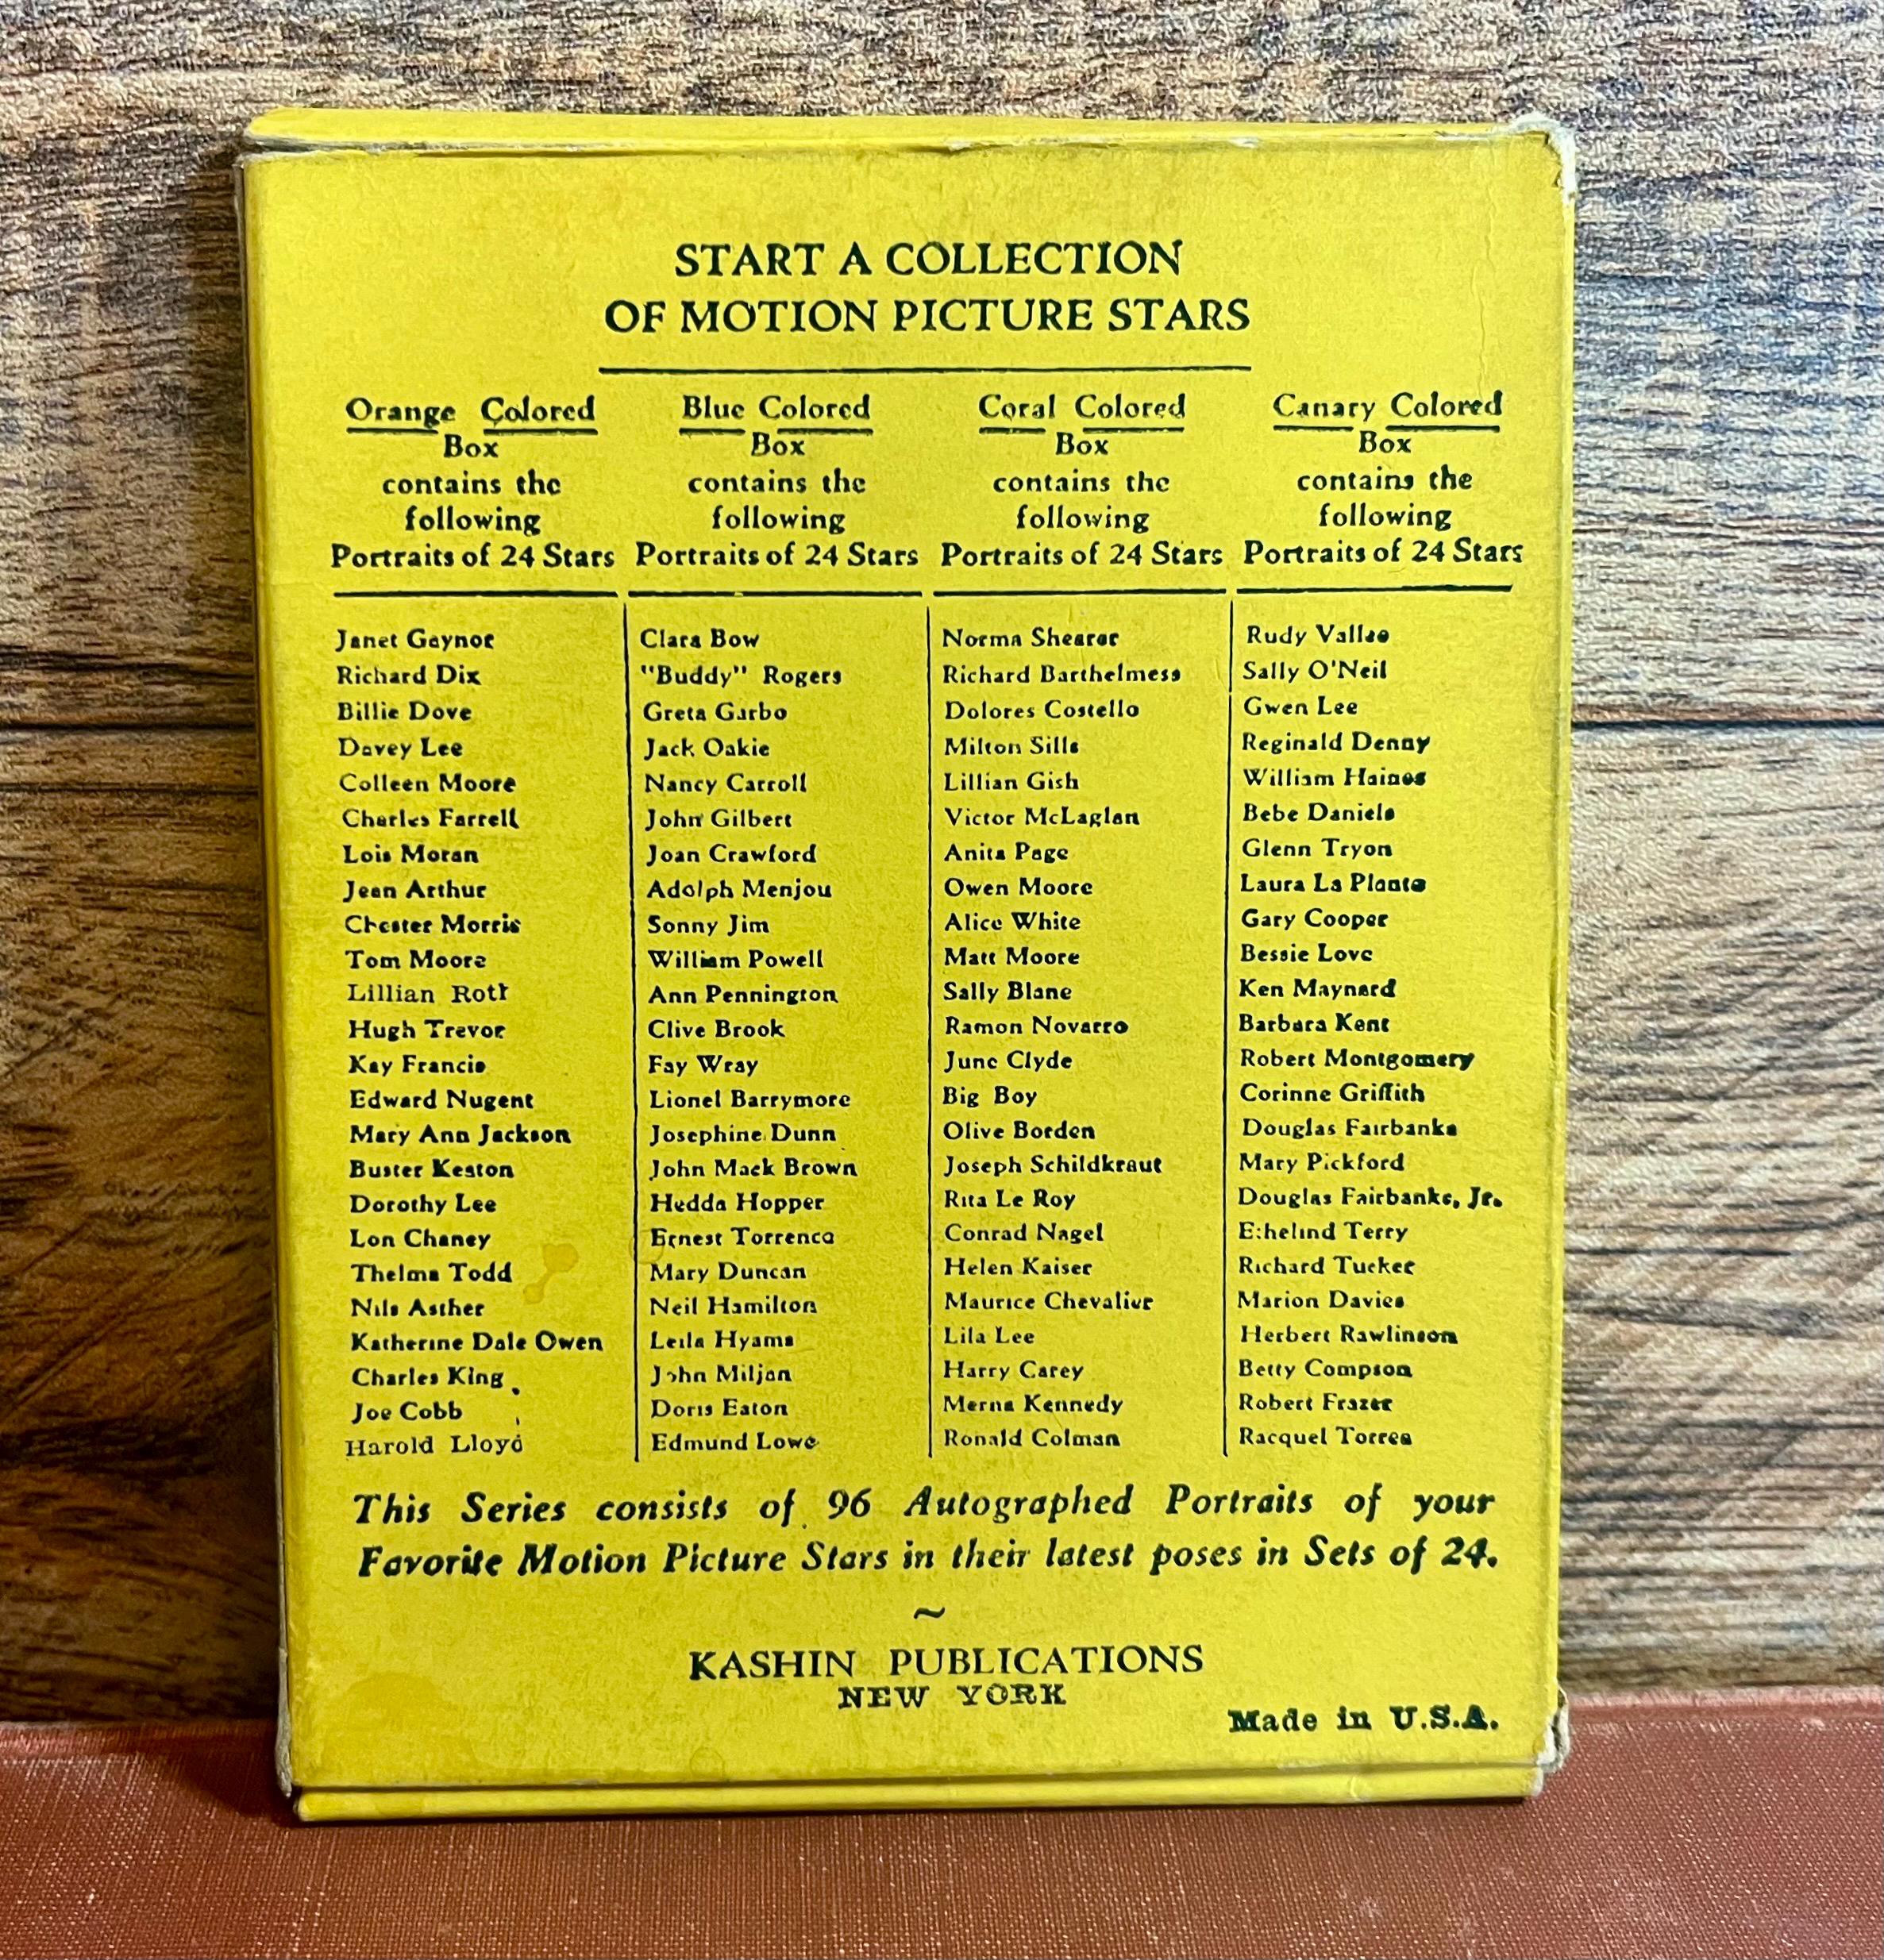 START A COLLECTION
OF MOTION PICTURE STARS
Orange Colored
Box
contains the
following
Portraits of 24 Stars
Janet Gaynor
Richard Dix
Billie Dove
Davey Lee
Colleen Moore
Charles Farrell
Lois Moran
Jean Arthur
Chester Morris
Tom Moore
Lillian Roth
Hugh Trevor
Kay Francis
Edward Nugent
Mary Ann Jackson
Buster Keaton
Dorothy Lee
Lon Chaney
Thelma Todd
Nils Asther
Katherine Dale Owen
Charles King
Joe Cobb
Harold Lloyd
Blue Colored
Box
contains the
following
Portraits of 24 Stars
Clara Bow
"Buddy" Rogers
Greta Garbo
Jack Oakie
Nancy Carroll
John Gilbert
Joan Crawford
Adolph Menjou
Sonny Jim
William Powell
Ann Pennington
Clive Brook
Fay Wray
Lionel Barrymore
Josephine Dunn
John Mack Brown
Hedda Hopper
Ernest Torrence
Mary Duncan
Neil Hamilton
Leila Hyams
John Miljan
Doris Eaton
Edmund Lowe
Coral Colored
Box
contains the
following
Portraits of 24 Stars
Norma Shearer
Richard Barthelmess
Dolores Costello
Milton Sills
Lillian Gish
Victor McLaglan
Anita Page
Owen Moore
Alice White
Matt Moore
Sally Blane
Ramon Novarro
June Clyde
Big Boy
Olive Borden
Joseph Schildkraut
Rita Le Roy
Conrad Nagel
Helen Kaiser
Maurice Chevalier
Lila Lee
Harry Carey
Merna Kennedy
Ronald Colman
Canary Colored
Box
contains the
following
Portraits of 24 Stars
Rudy Vallee
Sally O'Neil
Gwen Lee
Reginald Denny
William Haines
Bebe Daniels
Glenn Tryon
Laura La Plante
Gary Cooper
Bessie Love
Ken Maynard
Barbara Kent
Robert Montgomery
Corinne Griffith
Douglas Fairbanks
Mary Pickford
Douglas Fairbanks, Jr.
Ethelind Terry
Richard Tucker
Marion Davies
Herbert Rawlinson
Betty Compson
Robert Frazer
Racquel Torres
This Series consists of 96 Autographed Portraits of your
Favorite Motion Picture Stars in their latest poses in Sets of 24.
~
KASHIN PUBLICATIONS
NEW YORK
Made in U.S.A.